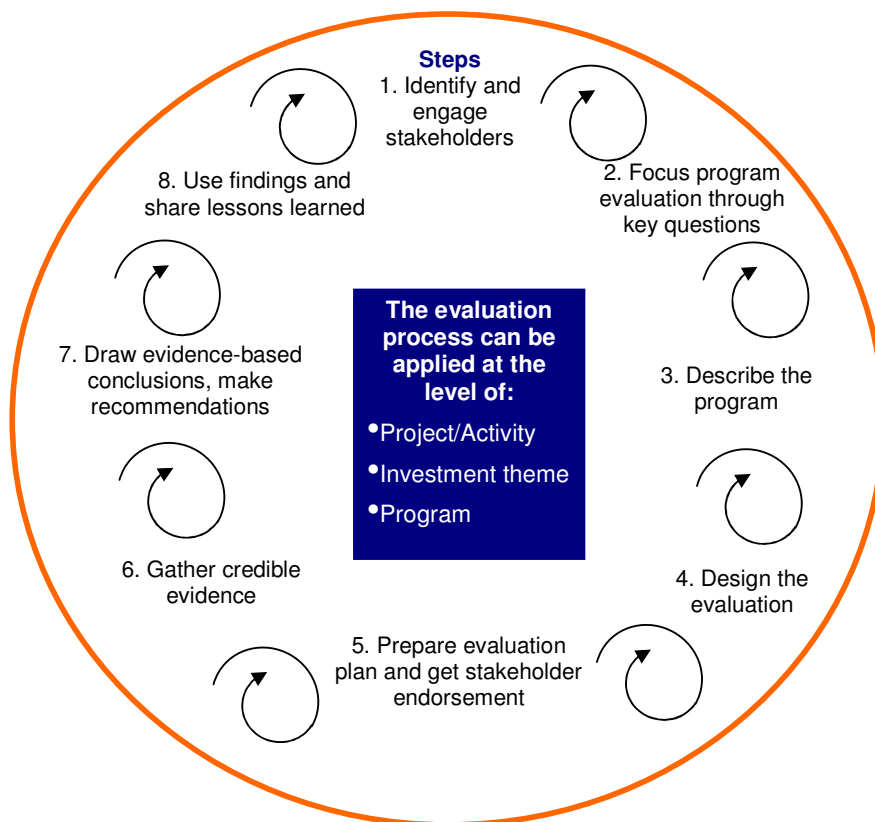 Steps
1. Identify and
engage
stakeholders
2. Focus program
evaluation through
key questions
3. Describe the
program
4. Design the
evaluation
5. Prepare evaluation
plan and get stakeholder
endorsement
6. Gather credible
evidence
7. Draw evidence-based
conclusions, make
recommendations
8. Use findings and
share lessons learned
The evaluation
process can be
applied at the
level of:
•Project/Activity
•Investment theme
•Program